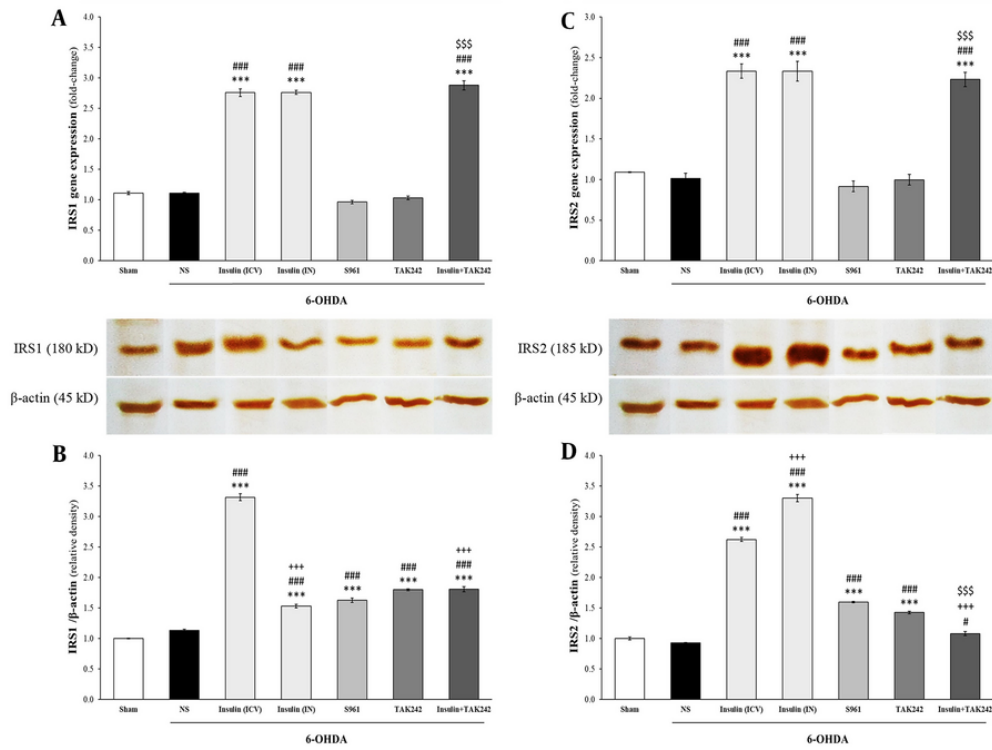 A
IRS1 gene expression (fold-change)
4.0
3.5
3.0
2.5
2.0
1.5
1.0
0.5
0.0
###
***
###
***
$$$
###
***
Sham
NS
Insulin (ICV)
Insulin (IN)
S961
TAK242
Insulin+TAK242
6-OHDA
C
IRS2 gene expression (fold-change)
3.0
2.5
2.0
1.5
1.0
0.5
0.0
###
***
###
***
$$$
###
***
Sham
NS
Insulin (ICV)
Insulin (IN)
S961
TAK242
Insulin+TAK242
6-OHDA
IRS1 (180 kD)
β-actin (45 kD)
IRS2 (185 kD)
β-actin (45 kD)
B
IRS1 /β-actin (relative density)
4.0
3.5
3.0
2.5
2.0
1.5
1.0
0.5
0.0
###
***
+++
###
***
###
***
###
***
+++
###
***
Sham
NS
Insulin (ICV)
Insulin (IN)
S961
TAK242
Insulin+TAK242
6-OHDA
D
IRS2 /β-actin (relative density)
4.0
3.5
3.0
2.5
2.0
1.5
1.0
0.5
0.0
###
***
+++
###
***
###
***
###
***
$$$
+++
#
Sham
NS
Insulin (ICV)
Insulin (IN)
S961
TAK242
Insulin+TAK242
6-OHDA